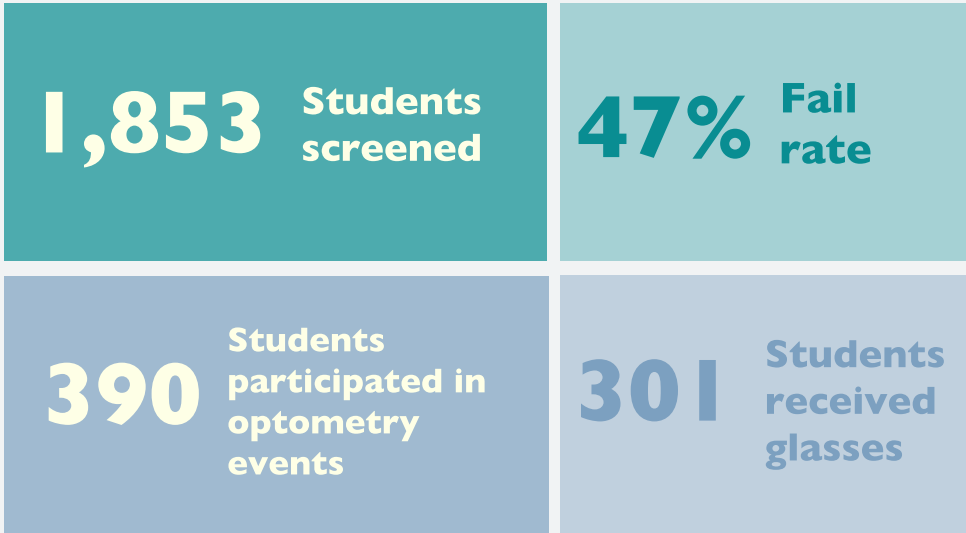 1,853 Students
screened
47% Fail
rate
390 Students
participated in
optometry
events
301 Students
received
glasses